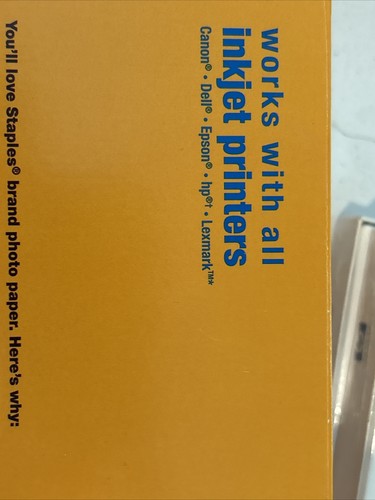 works with all
inkjet printers
Canon® • Dell® • Epson® • hp®† • Lexmark™*
You'll love Staples® brand photo paper. Here's why: